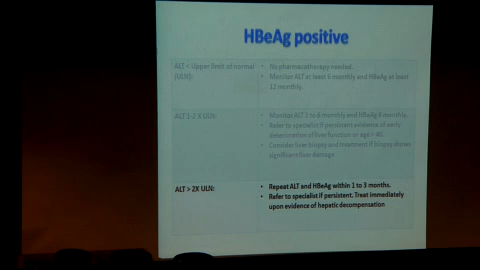 HBeAg positive
ALT < Upper limit of normal
(ULN):
• No pharmacotherapy needed.
• Monitor ALT at least 6 monthly and HBeAg at least
12 monthly.
ALT 1-2 X ULN:
• Monitor ALT 3 to 6 monthly and HBeAg 6 monthly.
• Refer to specialist if persistent evidence of early
deterioration of liver function or age > 40.
• Consider liver biopsy and treatment if biopsy shows
significant liver damage
ALT > 2X ULN:
• Repeat ALT and HBeAg within 1 to 3 months.
• Refer to specialist if persistent. Treat immediately
upon evidence of hepatic decompensation